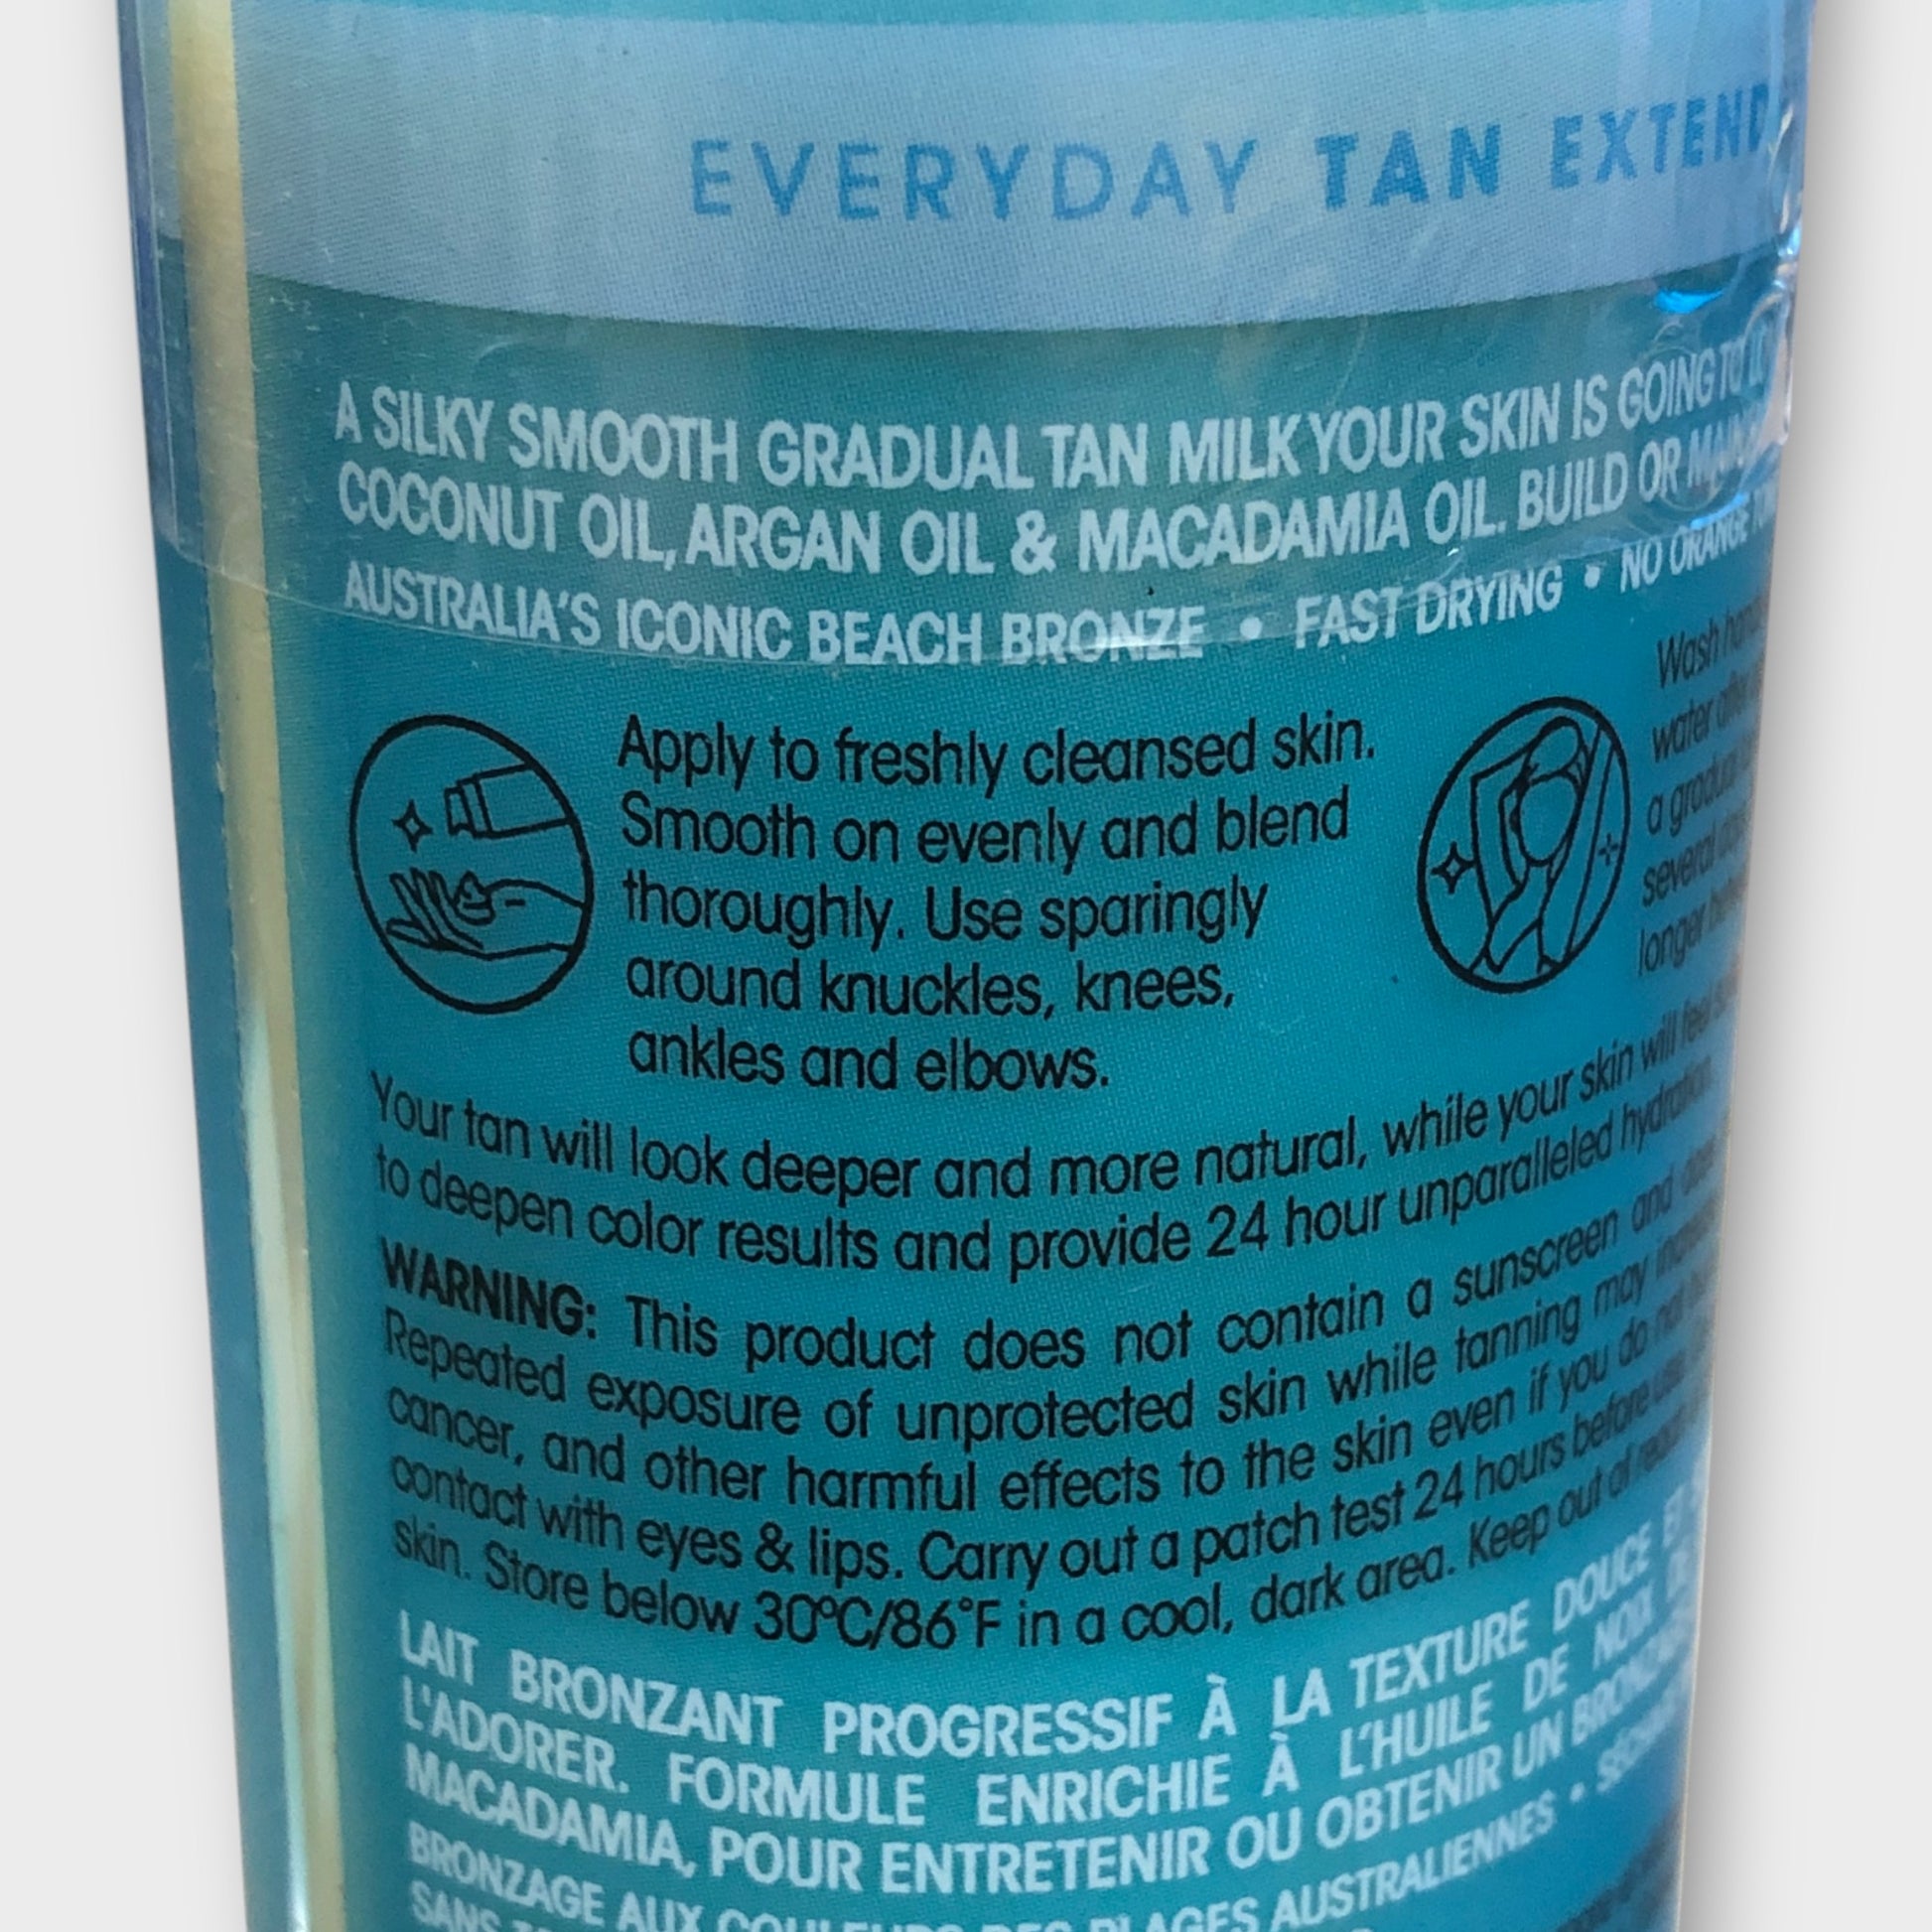 EVERYDAY TAN EXTEND
A SILKY SMOOTH GRADUAL TAN MILK YOUR SKIN IS GOING TO
COCONUT OIL, ARGAN OIL & MACADAMIA OIL. BUILD OR
AUSTRALIA'S ICONIC BEACH BRONZE • FAST DRYING • NO ORANGE
Apply to freshly cleansed skin.
Smooth on evenly and blend
thoroughly. Use sparingly
around knuckles, knees,
ankles and elbows.
Wash
water
a
several
longer
Your tan will look deeper and more natural, while your skin will feel
to deepen color results and provide 24 hour unparalleled hydration
WARNING: This product does not contain a sunscreen and
Repeated exposure of unprotected skin while tanning may
cancer, and other harmful effects to the skin even if you do not
contact with eyes & lips. Carry out a patch test 24 hours before use.
skin. Store below 30°C/86°F in a cool, dark area. Keep out of
LAIT BRONZANT PROGRESSIF À LA TEXTURE DOUCE ET
L'ADORER. FORMULE ENRICHIE À L'HUILE DE NOIX DE
MACADAMIA, POUR ENTRETENIR OU OBTENIR UN
BRONZAGE AUX COULEURS DES PLAGES AUSTRALIENNES •
SANS